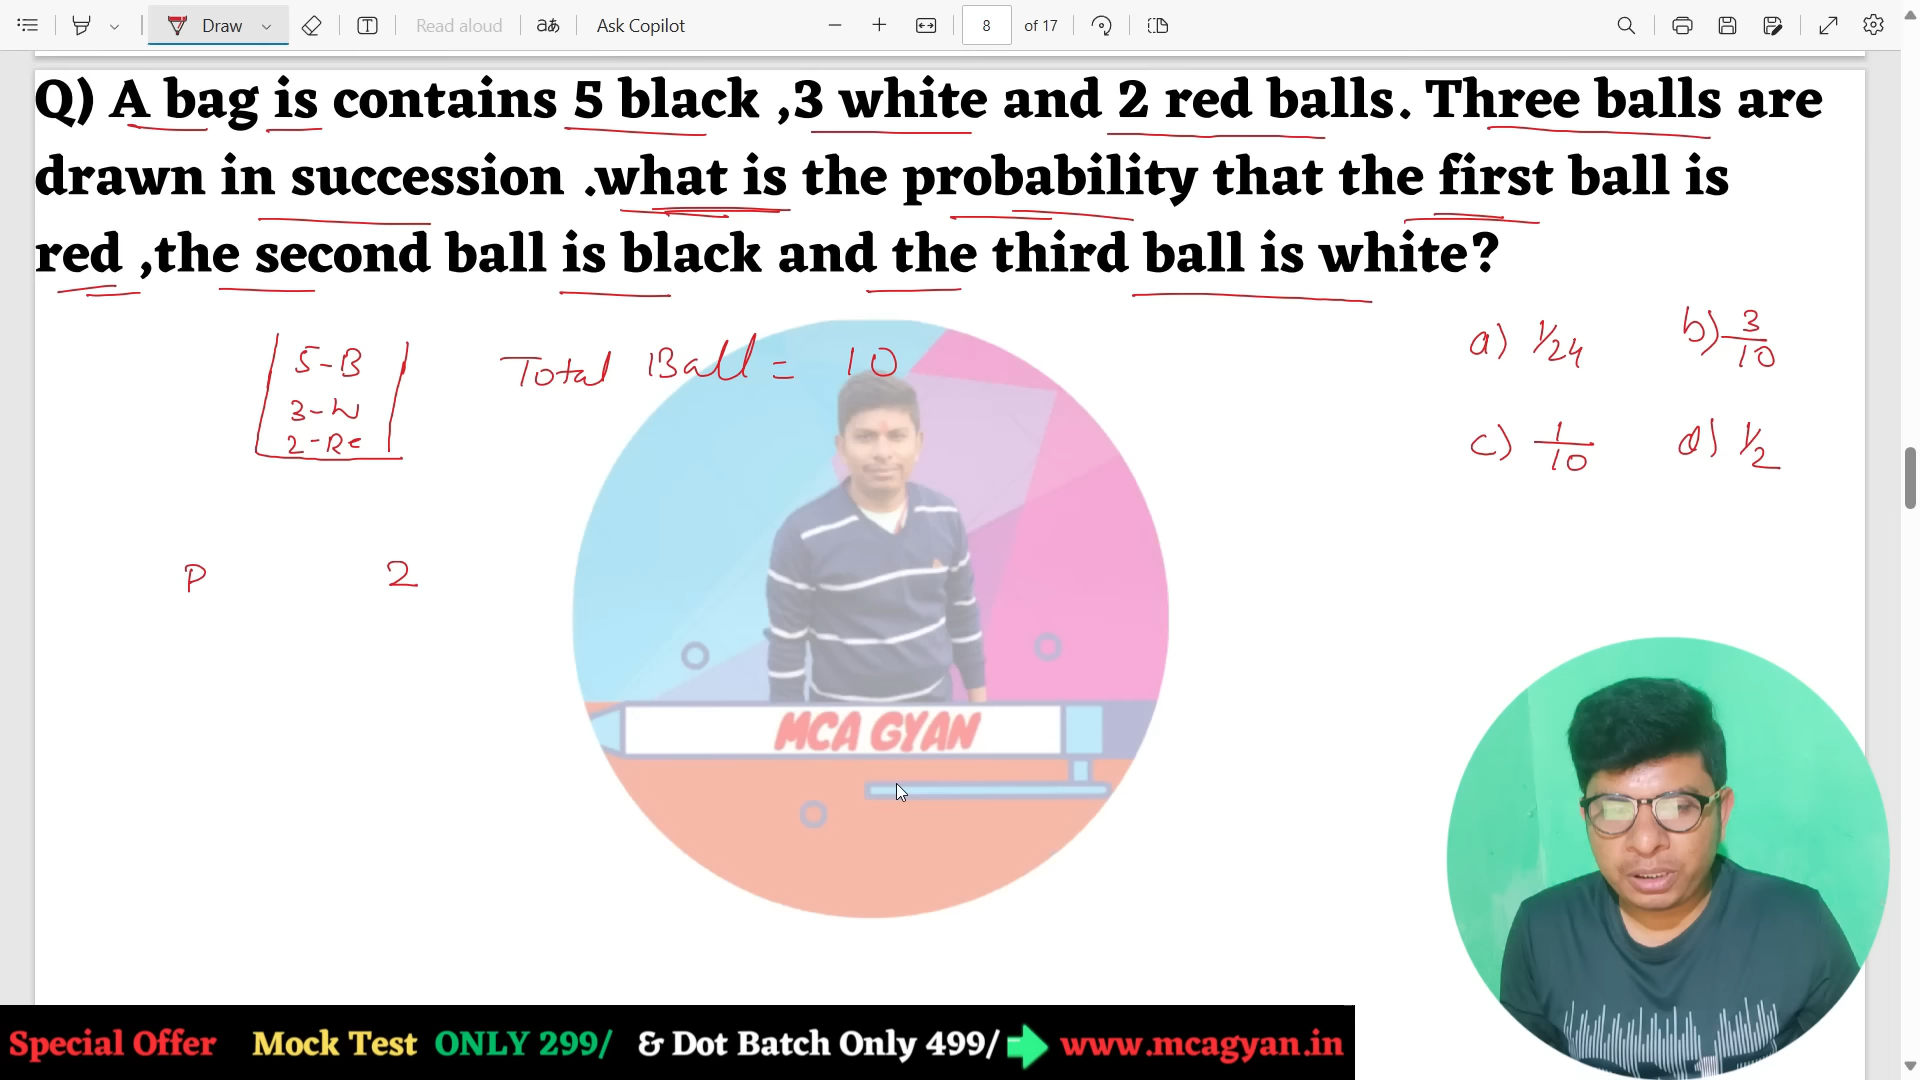 Draw
Read aloud
aあ
Ask Copilot
8
of 17
Q) A bag is contains 5 black ,3 white and 2 red balls. Three balls are
drawn in succession .what is the probability that the first ball is
red ,the second ball is black and the third ball is white?
5-B
3-W
2-Re
Total Ball = 10
a) 1/24
b) 3/10
c) 1/10
d) 1/2
P 2
MCA GYAN
Special Offer Mock Test ONLY 299/ & Dot Batch Only 499/ www.mcagyan.in